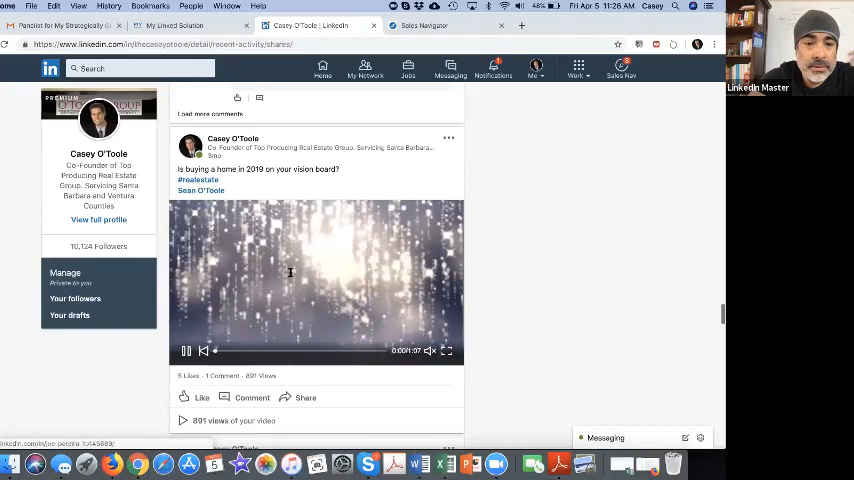 File Edit View History Bookmarks People Window Help
48% Fri Apr 5 11:26 AM Casey
Panelist for My Strategically
My Linked Solution
Casey O'Toole | LinkedIn
Sales Navigator
https://www.linkedin.com/in/thecaseyotoole/detail/recent-activity/shares/
in
Search
Home
My Network
Jobs
Messaging
Notifications
Me
Work
Sales Nav
LinkedIn Master
PREMIUM
Casey O'Toole
Co-Founder of Top
Producing Real Estate
Group. Servicing Santa
Barbara and Ventura
Counties
View full profile
10,124 Followers
Manage
Private to you
Your followers
Your drafts
Load more comments
Casey O'Toole
Co-Founder of Top Producing Real Estate Group. Servicing Santa Barbara...
3mo
Is buying a home in 2019 on your vision board?
#realestate
Sean O'Toole
0:00/1:07
5 Likes · 1 Comment · 891 Views
Like
Comment
Share
891 views of your video
Messaging